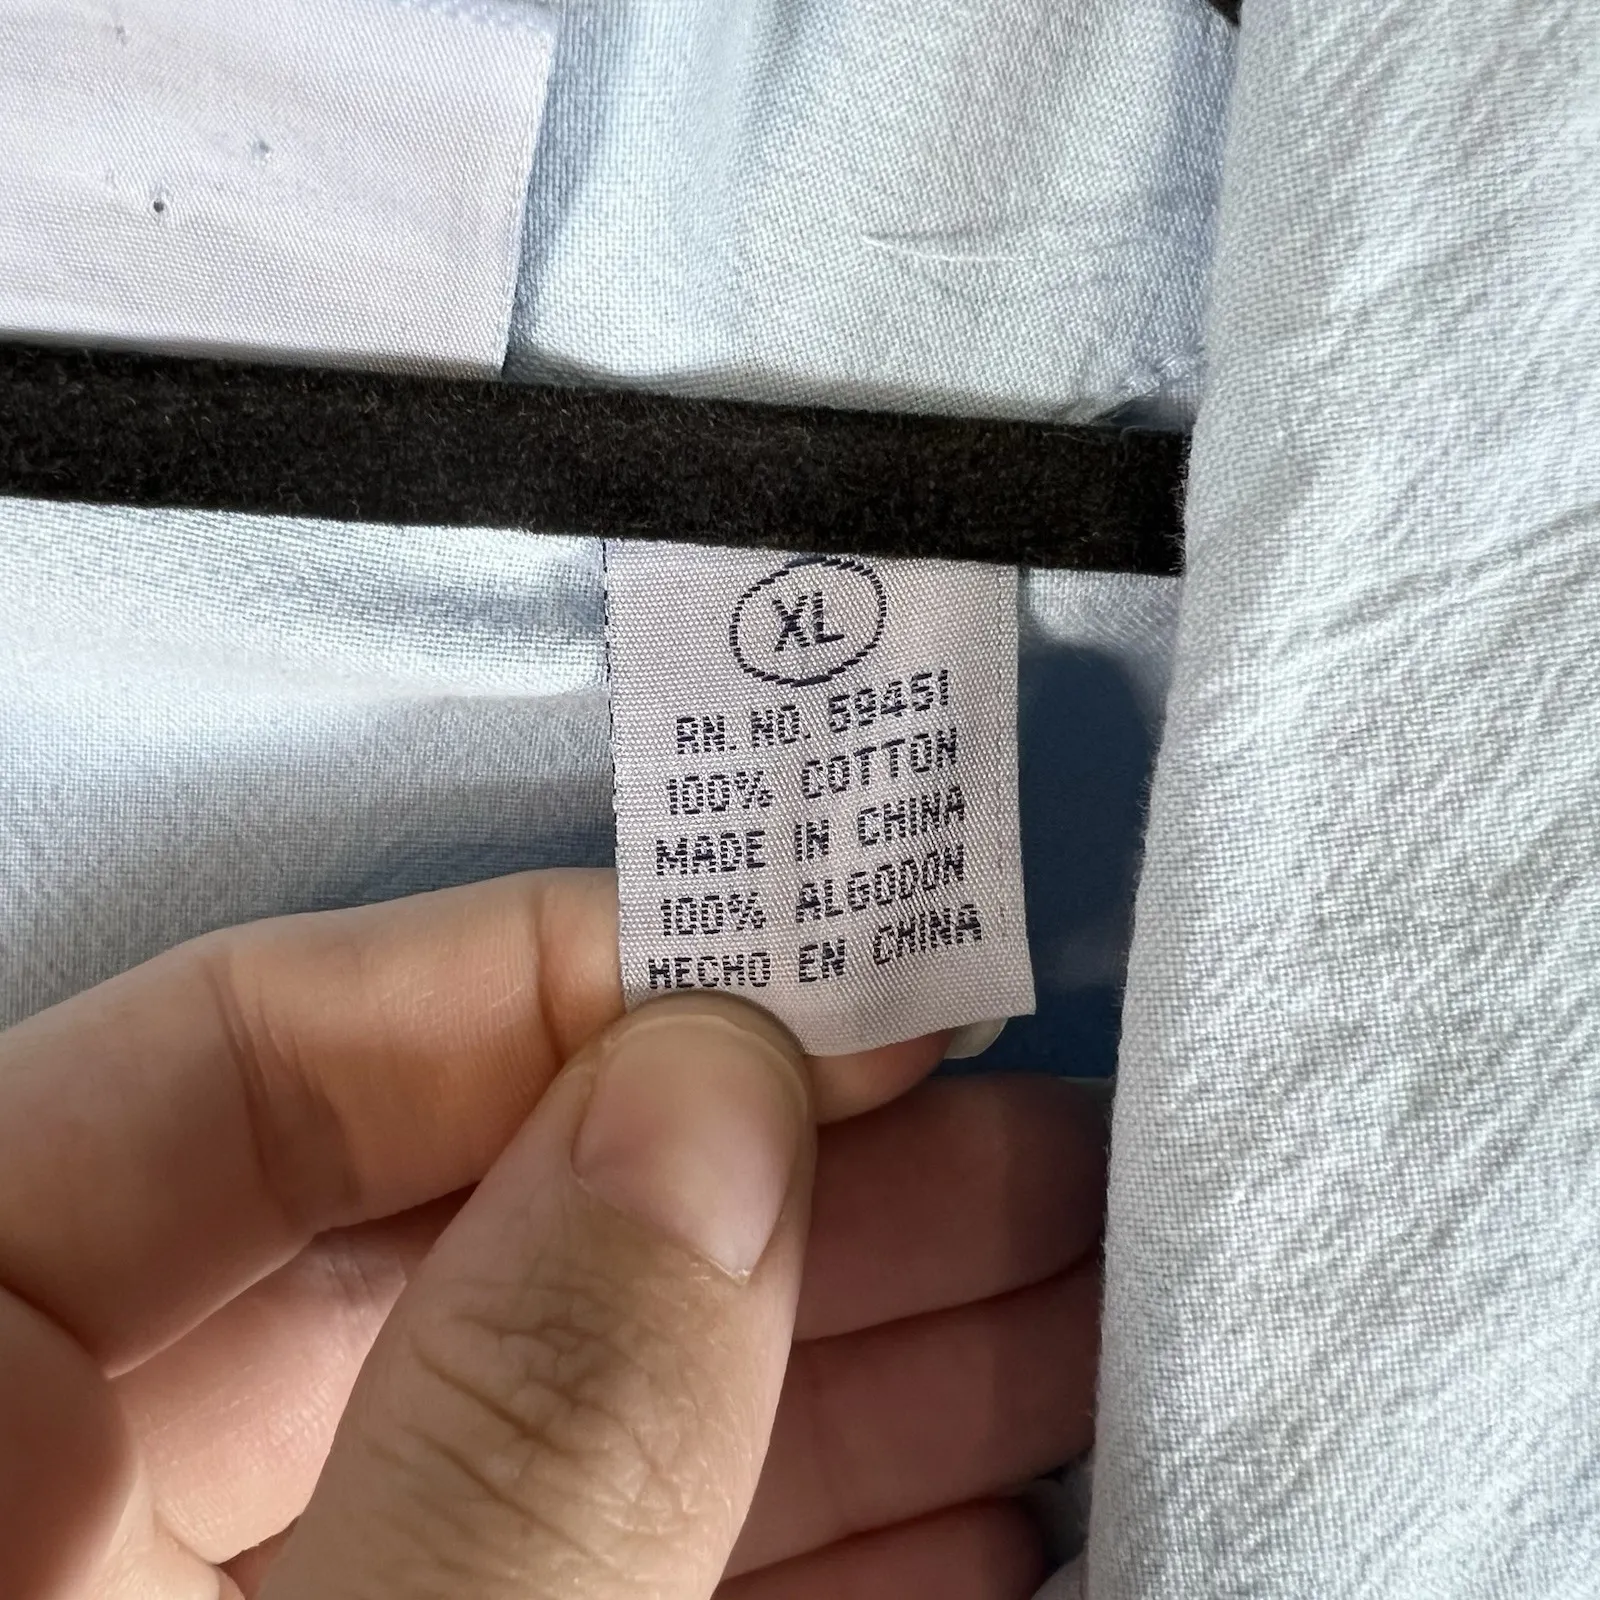 XL
RN. NO. 59451
100% COTTON
MADE IN CHINA
100% ALGODON
HECHO EN CHINA